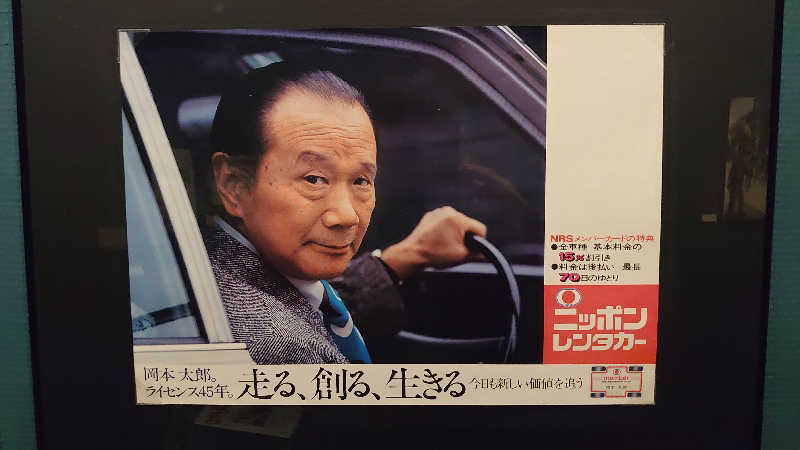 NRSメンバーカードの特典
●全車種 基本料金の
15%割引き
●料金は後払い 最長
70日のゆとり
ニッポン
レンタカー
岡本太郎。
ライセンス45年。
走る、創る、生きる
今日も新しい価値を追う
member